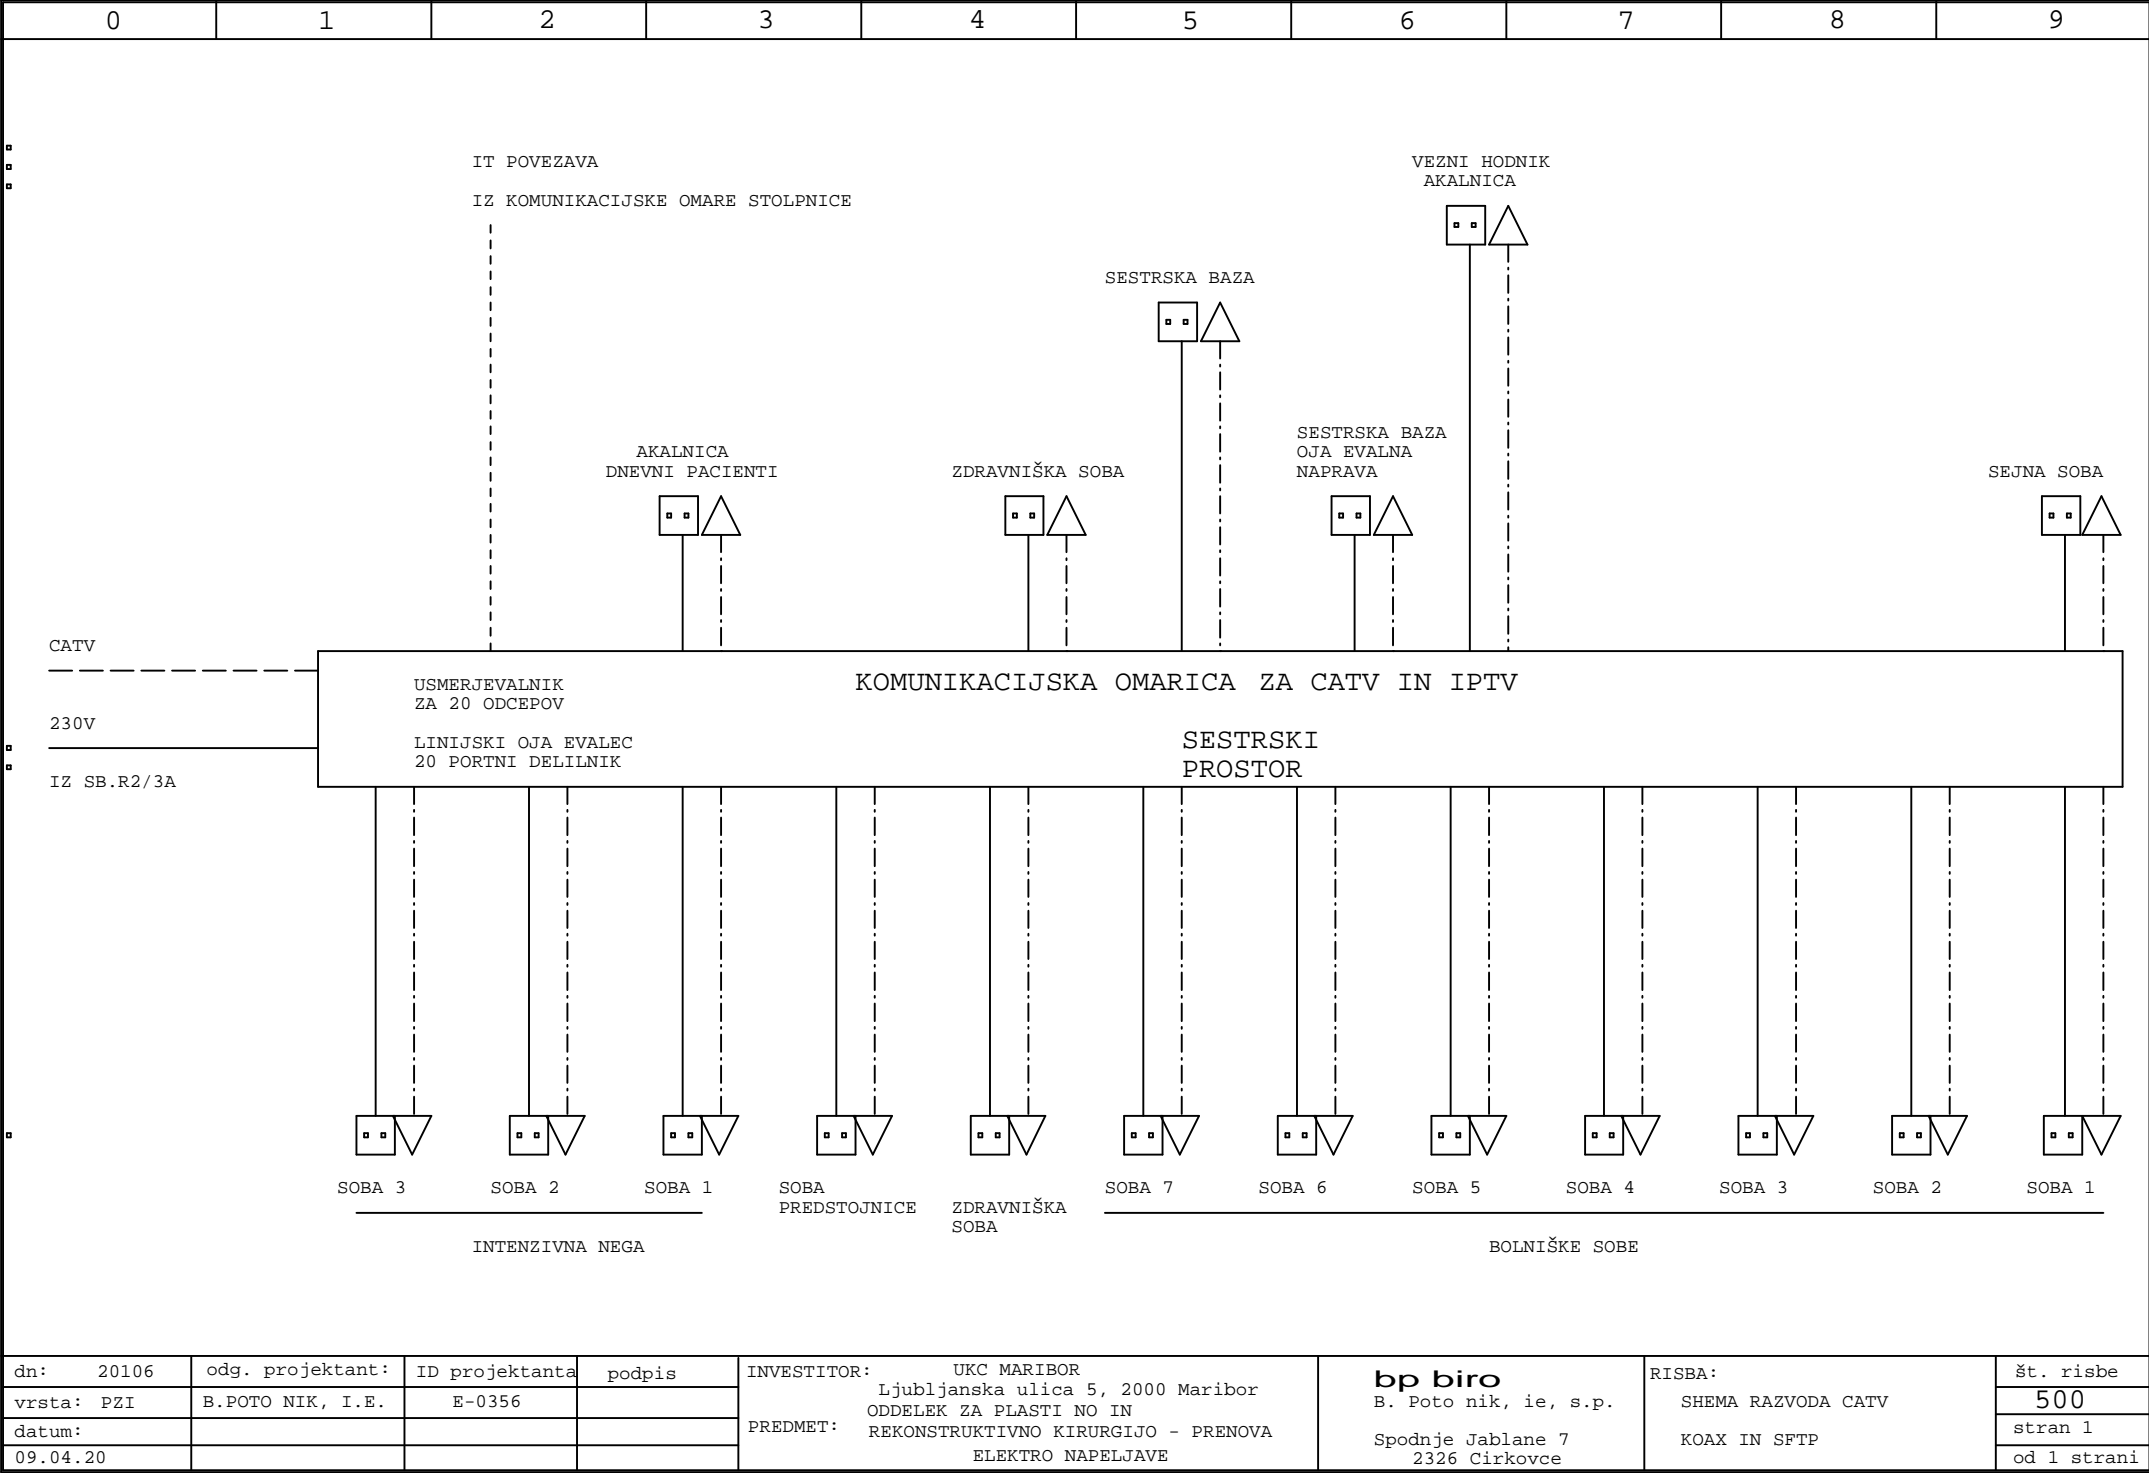 0 1 2 3 4 5 6 7 8 9
IT POVEZAVA
IZ KOMUNIKACIJSKE OMARE STOLPNICE
VEZNI HODNIK
AKALNICA
SESTRSKA BAZA
AKALNICA
DNEVNI PACIENTI
ZDRAVNIŠKA SOBA
SESTRSKA BAZA
OJA EVALNA
NAPRAVA
SEJNA SOBA
CATV
230V
IZ SB.R2/3A
USMERJEVALNIK
ZA 20 ODCEPOV
LINIJSKI OJA EVALEC
20 PORTNI DELILNIK
KOMUNIKACIJSKA OMARICA ZA CATV IN IPTV
SESTRSKI
PROSTOR
SOBA 3
SOBA 2
SOBA 1
SOBA
PREDSTOJNICE
ZDRAVNIŠKA
SOBA
SOBA 7
SOBA 6
SOBA 5
SOBA 4
SOBA 3
SOBA 2
SOBA 1
INTENZIVNA NEGA
BOLNIŠKE SOBE
dn: 20106
vrsta: PZI
datum:
09.04.20
odg. projektant:
B.POTO NIK, I.E.
ID projektanta
E-0356
podpis
INVESTITOR: UKC MARIBOR
Ljubljanska ulica 5, 2000 Maribor
ODDELEK ZA PLASTI NO IN
PREDMET: REKONSTRUKTIVNO KIRURGIJO - PRENOVA
ELEKTRO NAPELJAVE
bp biro
B. Poto nik, ie, s.p.
Spodnje Jablane 7
2326 Cirkovce
RISBA:
SHEMA RAZVODA CATV
KOAX IN SFTP
št. risbe
500
stran 1
od 1 strani